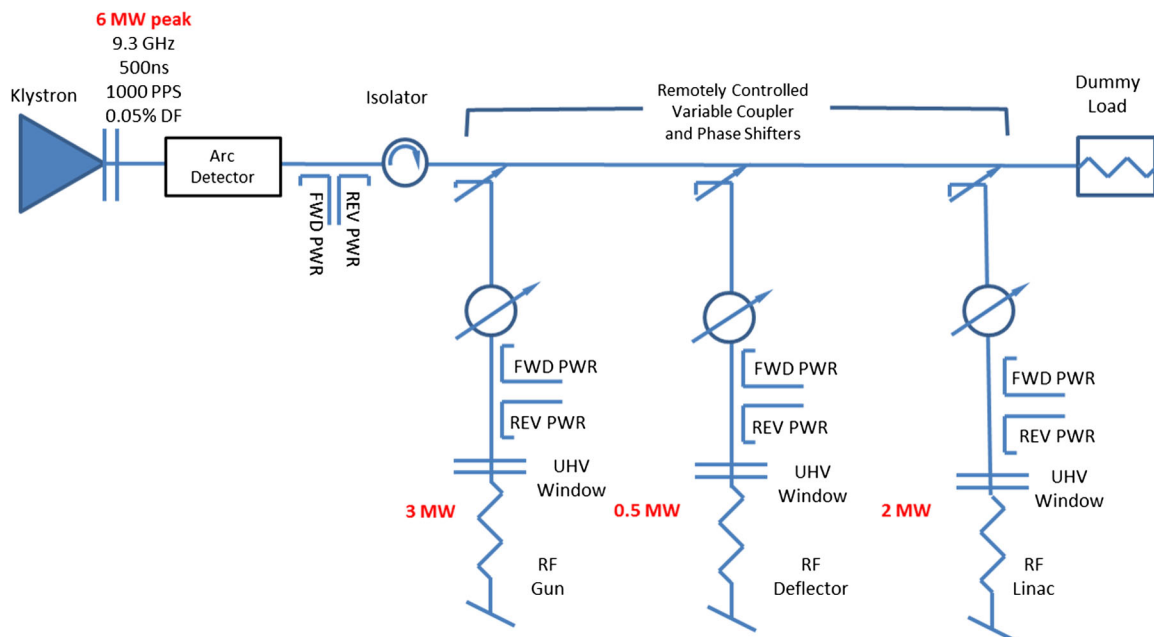 6 MW peak
9.3 GHz
500ns
1000 PPS
0.05% DF
Klystron
Arc
Detector
FWD PWR
REV PWR
Isolator
Remotely Controlled
Variable Coupler
and Phase Shifters
Dummy
Load
FWD PWR
REV PWR
UHV
Window
3 MW
RF
Gun
FWD PWR
REV PWR
UHV
Window
0.5 MW
RF
Deflector
FWD PWR
REV PWR
UHV
Window
2 MW
RF
Linac